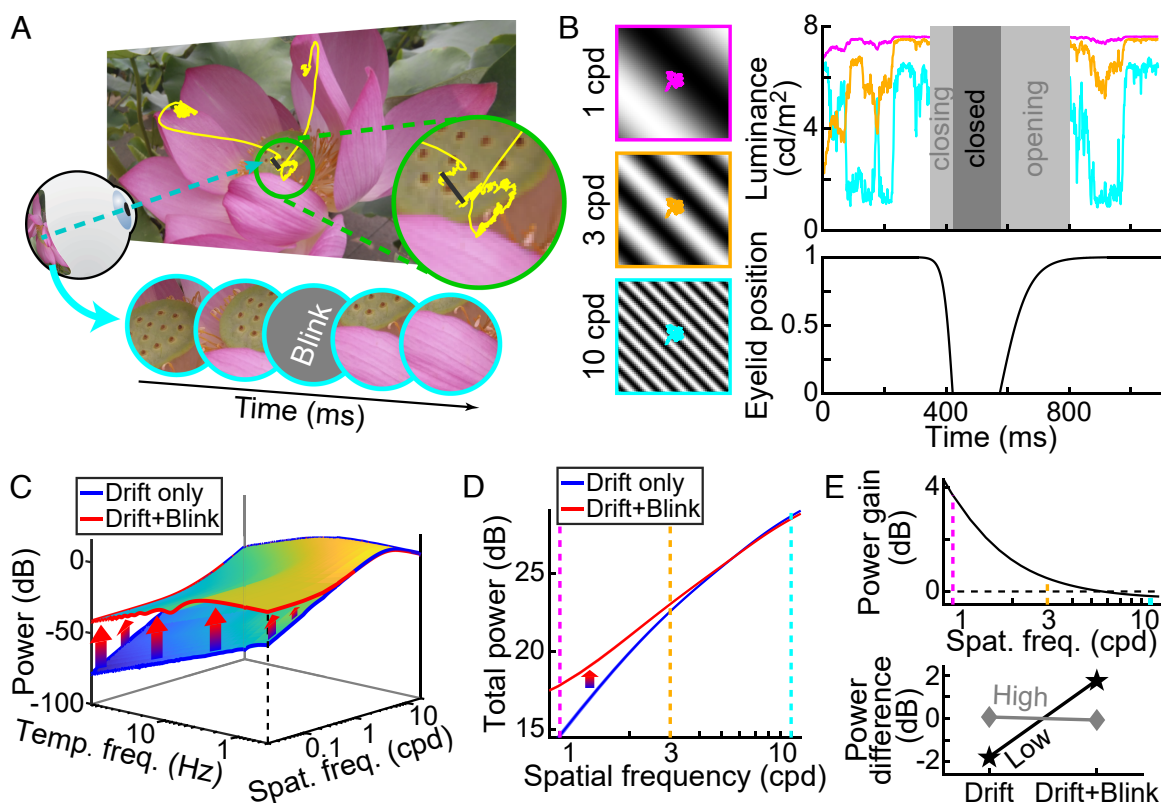 A
Blink
Time (ms)
B
1 cpd
3 cpd
10 cpd
Luminance
(cd/m²)
8
4
0
closing
closed
opening
Eyelid position
1
0.5
0
0
400
800
Time (ms)
C
Drift only
Drift+Blink
Power (dB)
0
-50
-100
10
1
Temp. freq. (Hz)
0.1
1
10
Spat. freq. (cpd)
D
Drift only
Drift+Blink
Total power (dB)
25
20
15
1
3
10
Spatial frequency (cpd)
E
Power gain
(dB)
4
0
1
3
10
Spat. freq. (cpd)
Power
difference
(dB)
2
0
-2
High
Low
Drift
Drift+Blink